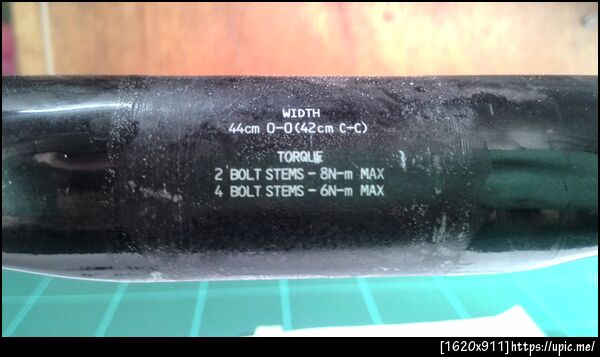 WIDTH
44cm O-O(42cm C-C)
TORQUE
2 BOLT STEMS - 8N-m MAX
4 BOLT STEMS - 6N-m MAX
[1620x911]https://upic.me/